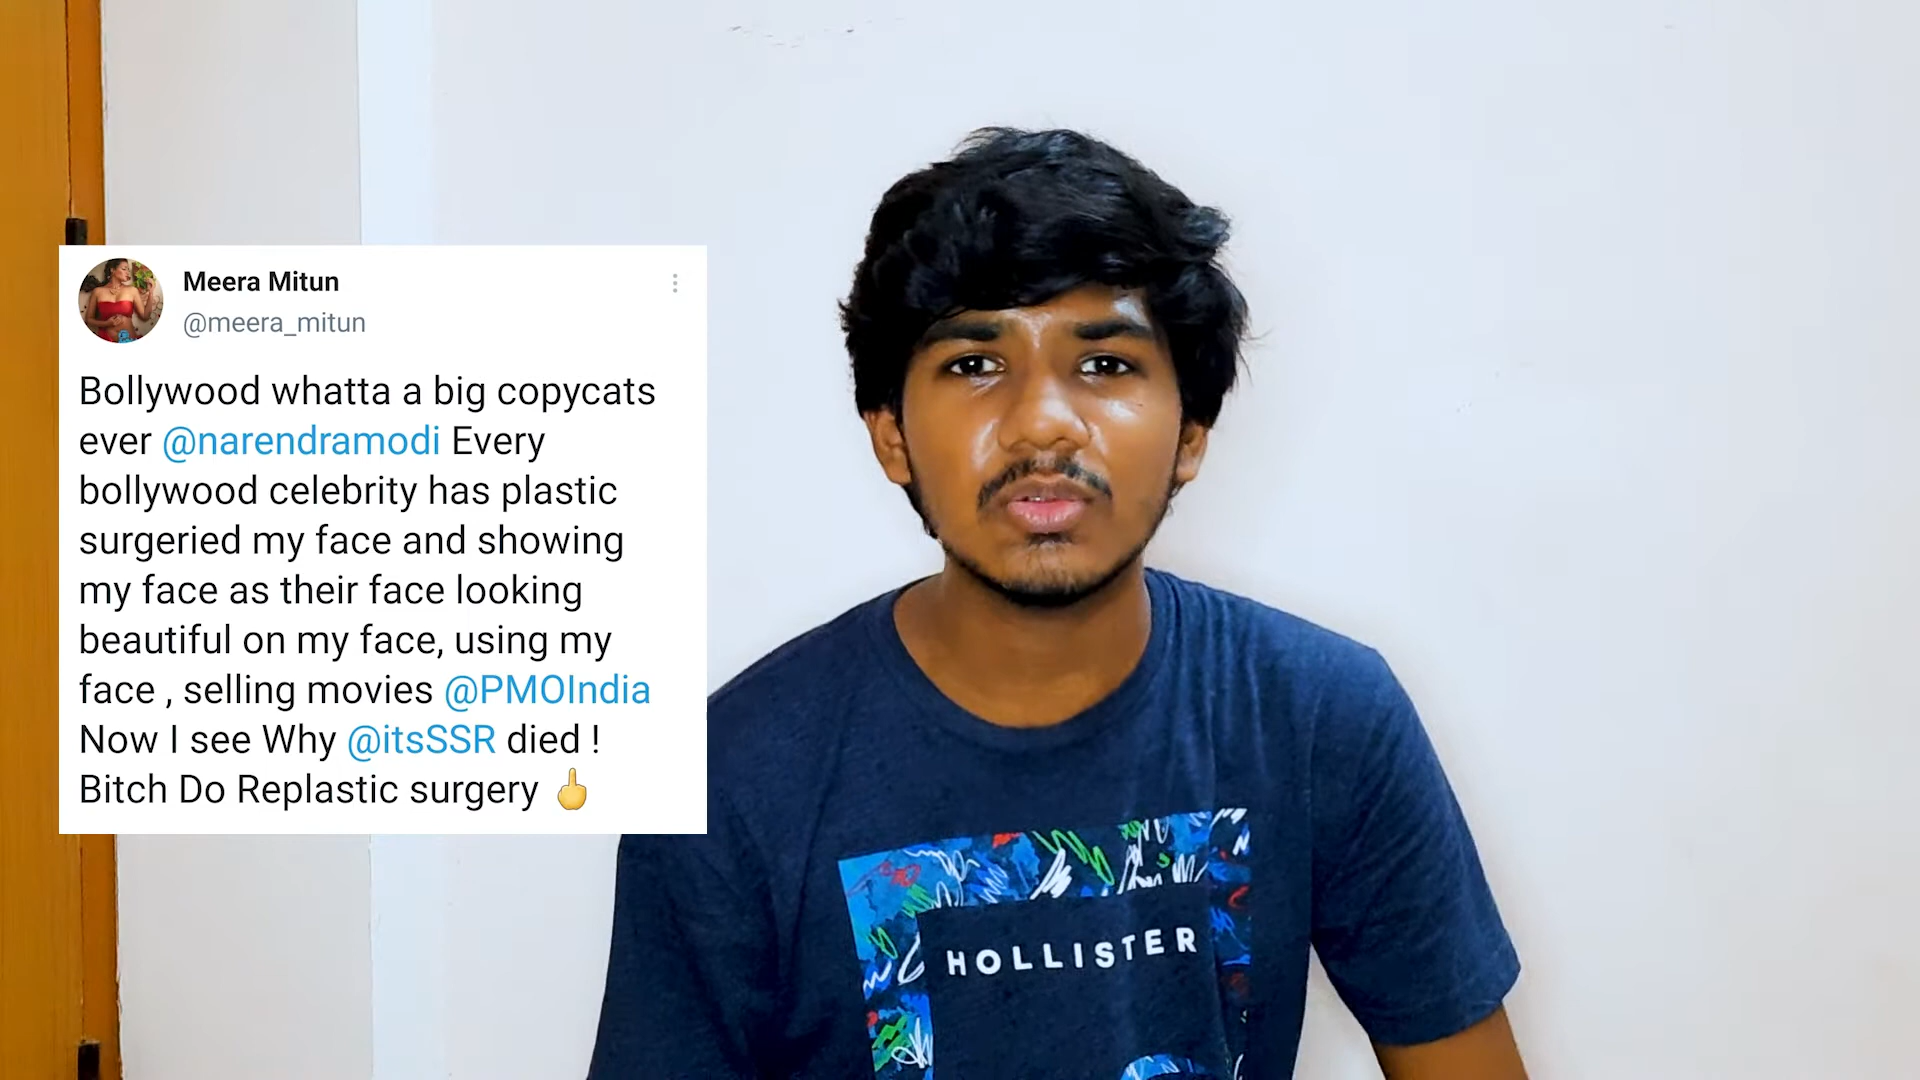 Meera Mitun
@meera_mitun
Bollywood whatta a big copycats
ever @narendramodi Every
bollywood celebrity has plastic
surgeried my face and showing
my face as their face looking
beautiful on my face, using my
face , selling movies @PMOIndia
Now I see Why @itsSSR died !
Bitch Do Replastic surgery 🖕
HOLLISTER